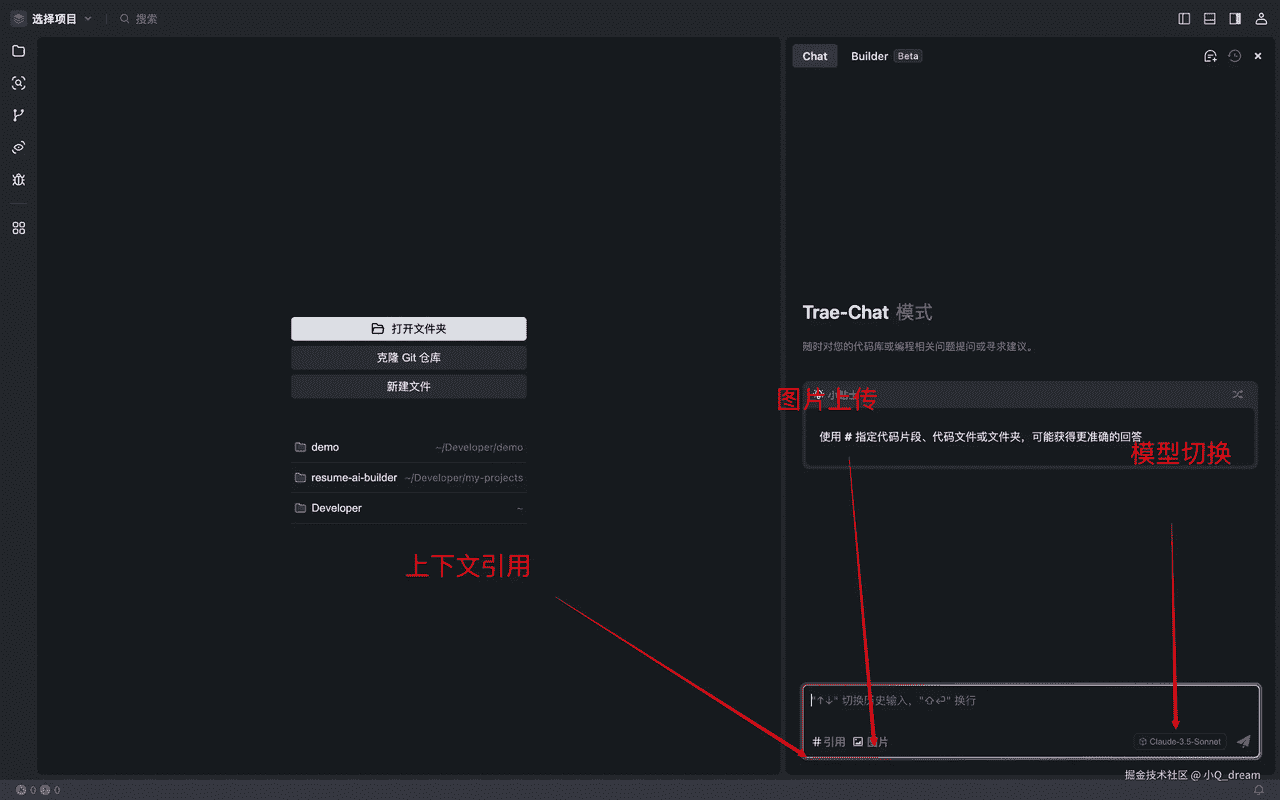 选择项目
搜索
Chat
Builder Beta
打开文件夹
克隆 Git 仓库
新建文件
demo ~/Developer/demo
resume-ai-builder ~/Developer/my-projects
Developer ~
上下文引用
Trae-Chat 模式
随时对您的代码库或编程相关问题提问或寻求建议。
图片上传
小贴士
使用 # 指定代码片段、代码文件或文件夹，可能获得更准确的回答
模型切换
"↑↓" 切换历史输入，"⇧⏎" 换行
# 引用 图片
Claude-3.5-Sonnet
掘金技术社区 @ 小Q_dream
0 0